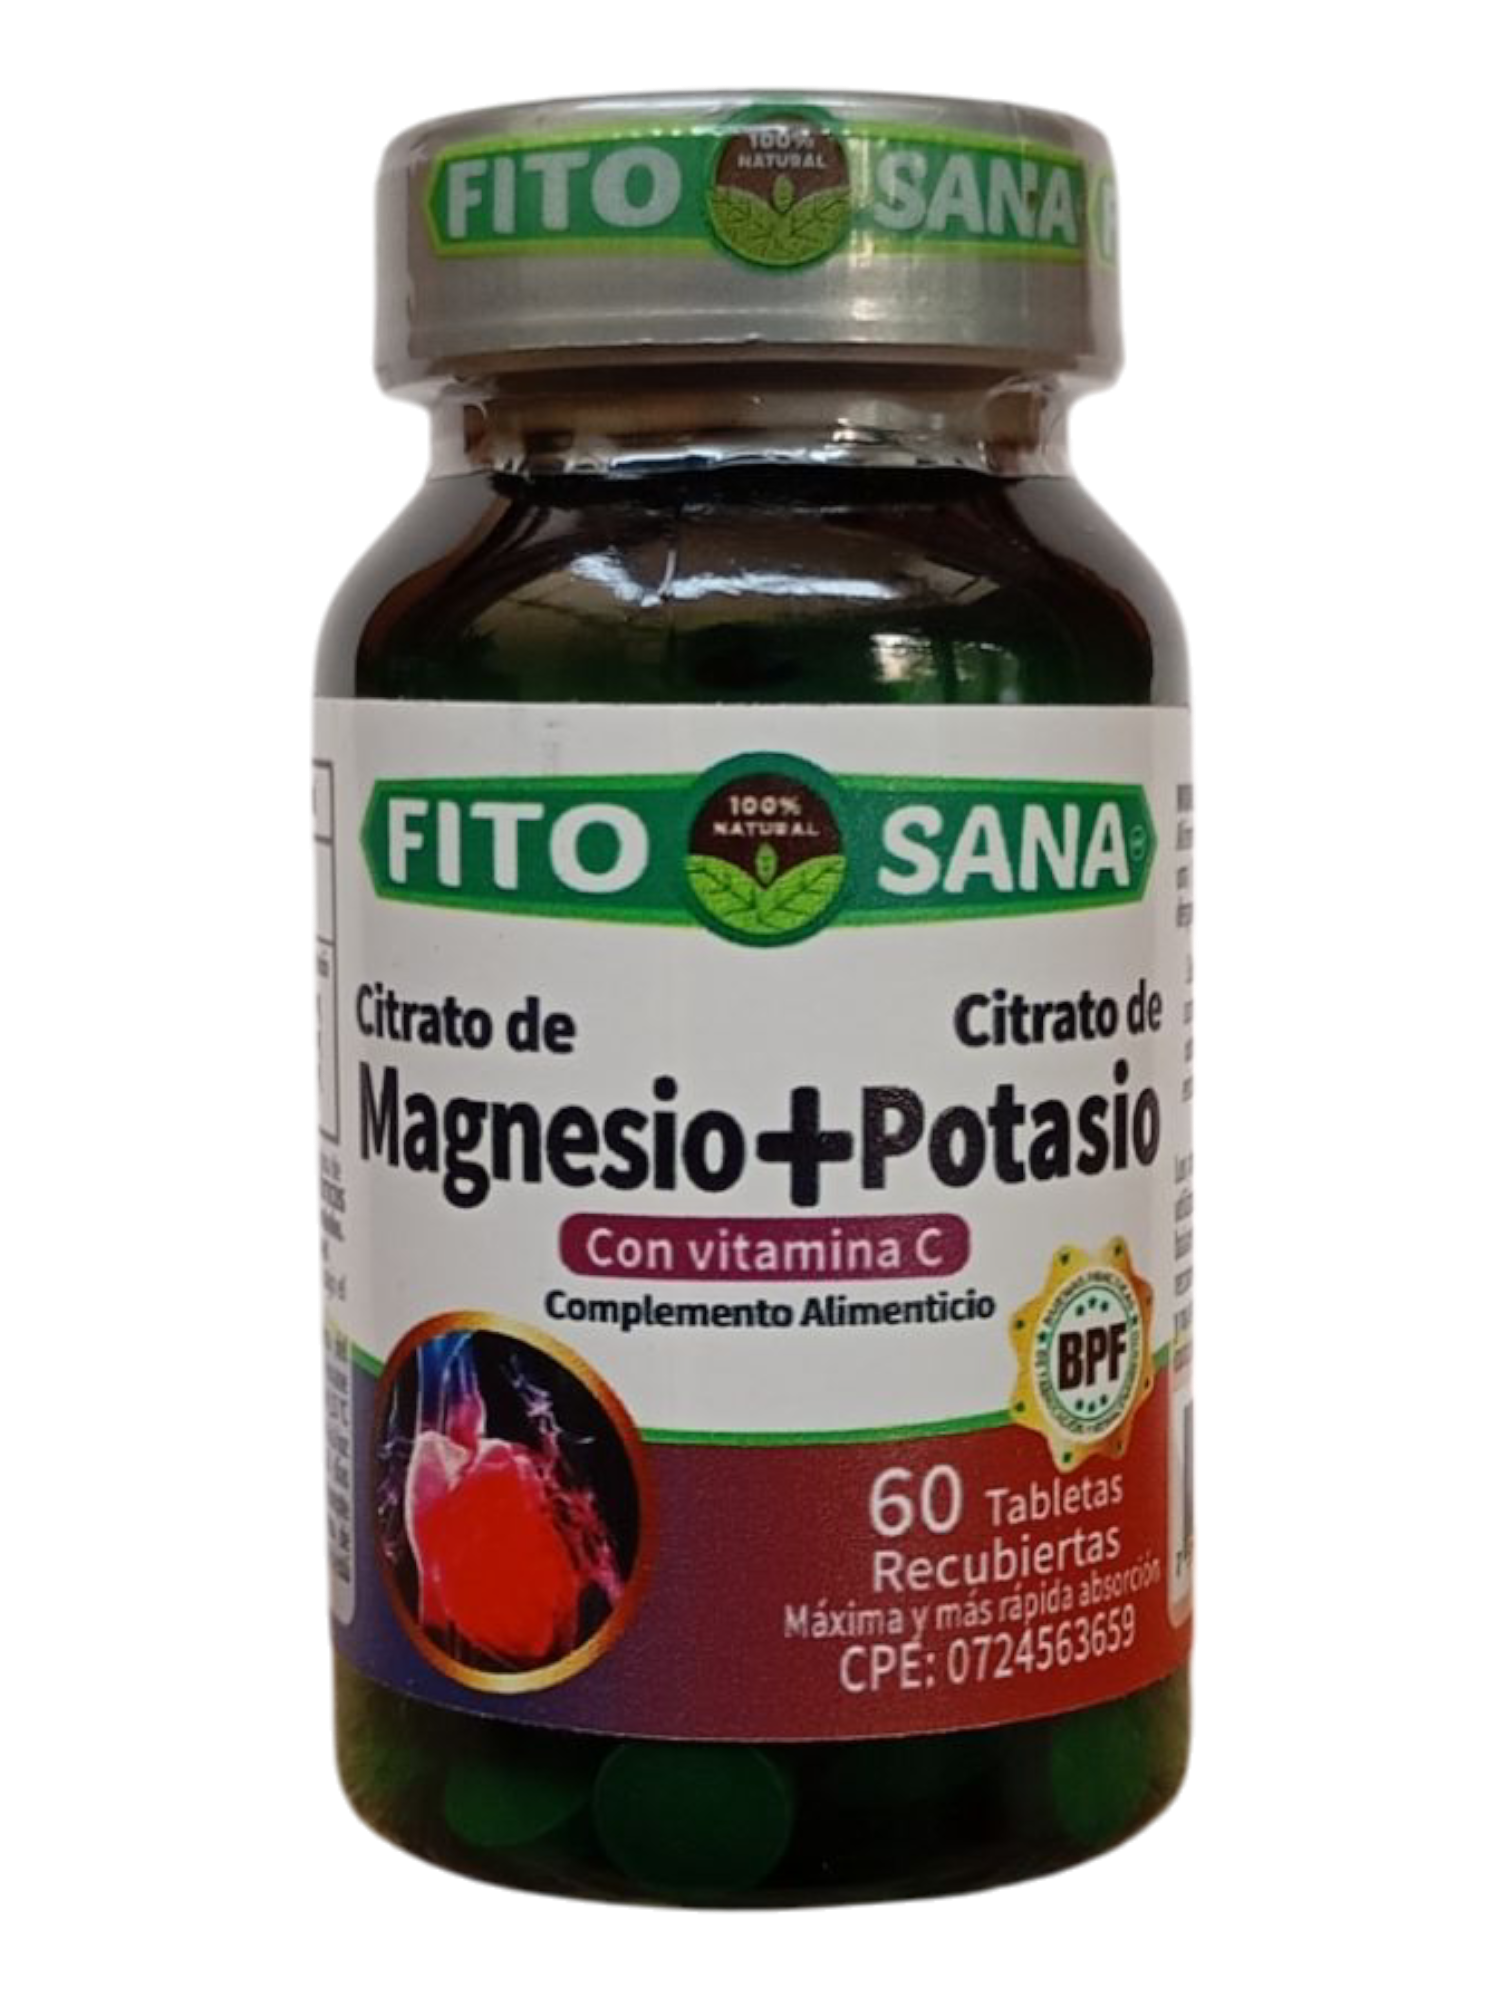 FITO 100% NATURAL SANA
FITO 100% NATURAL SANA
Citrato de Citrato de
Magnesio+Potasio
Con vitamina C
Complemento Alimenticio
BPF
60 Tabletas
Recubiertas
Máxima y más rápida absorción
CPE: 0724563659